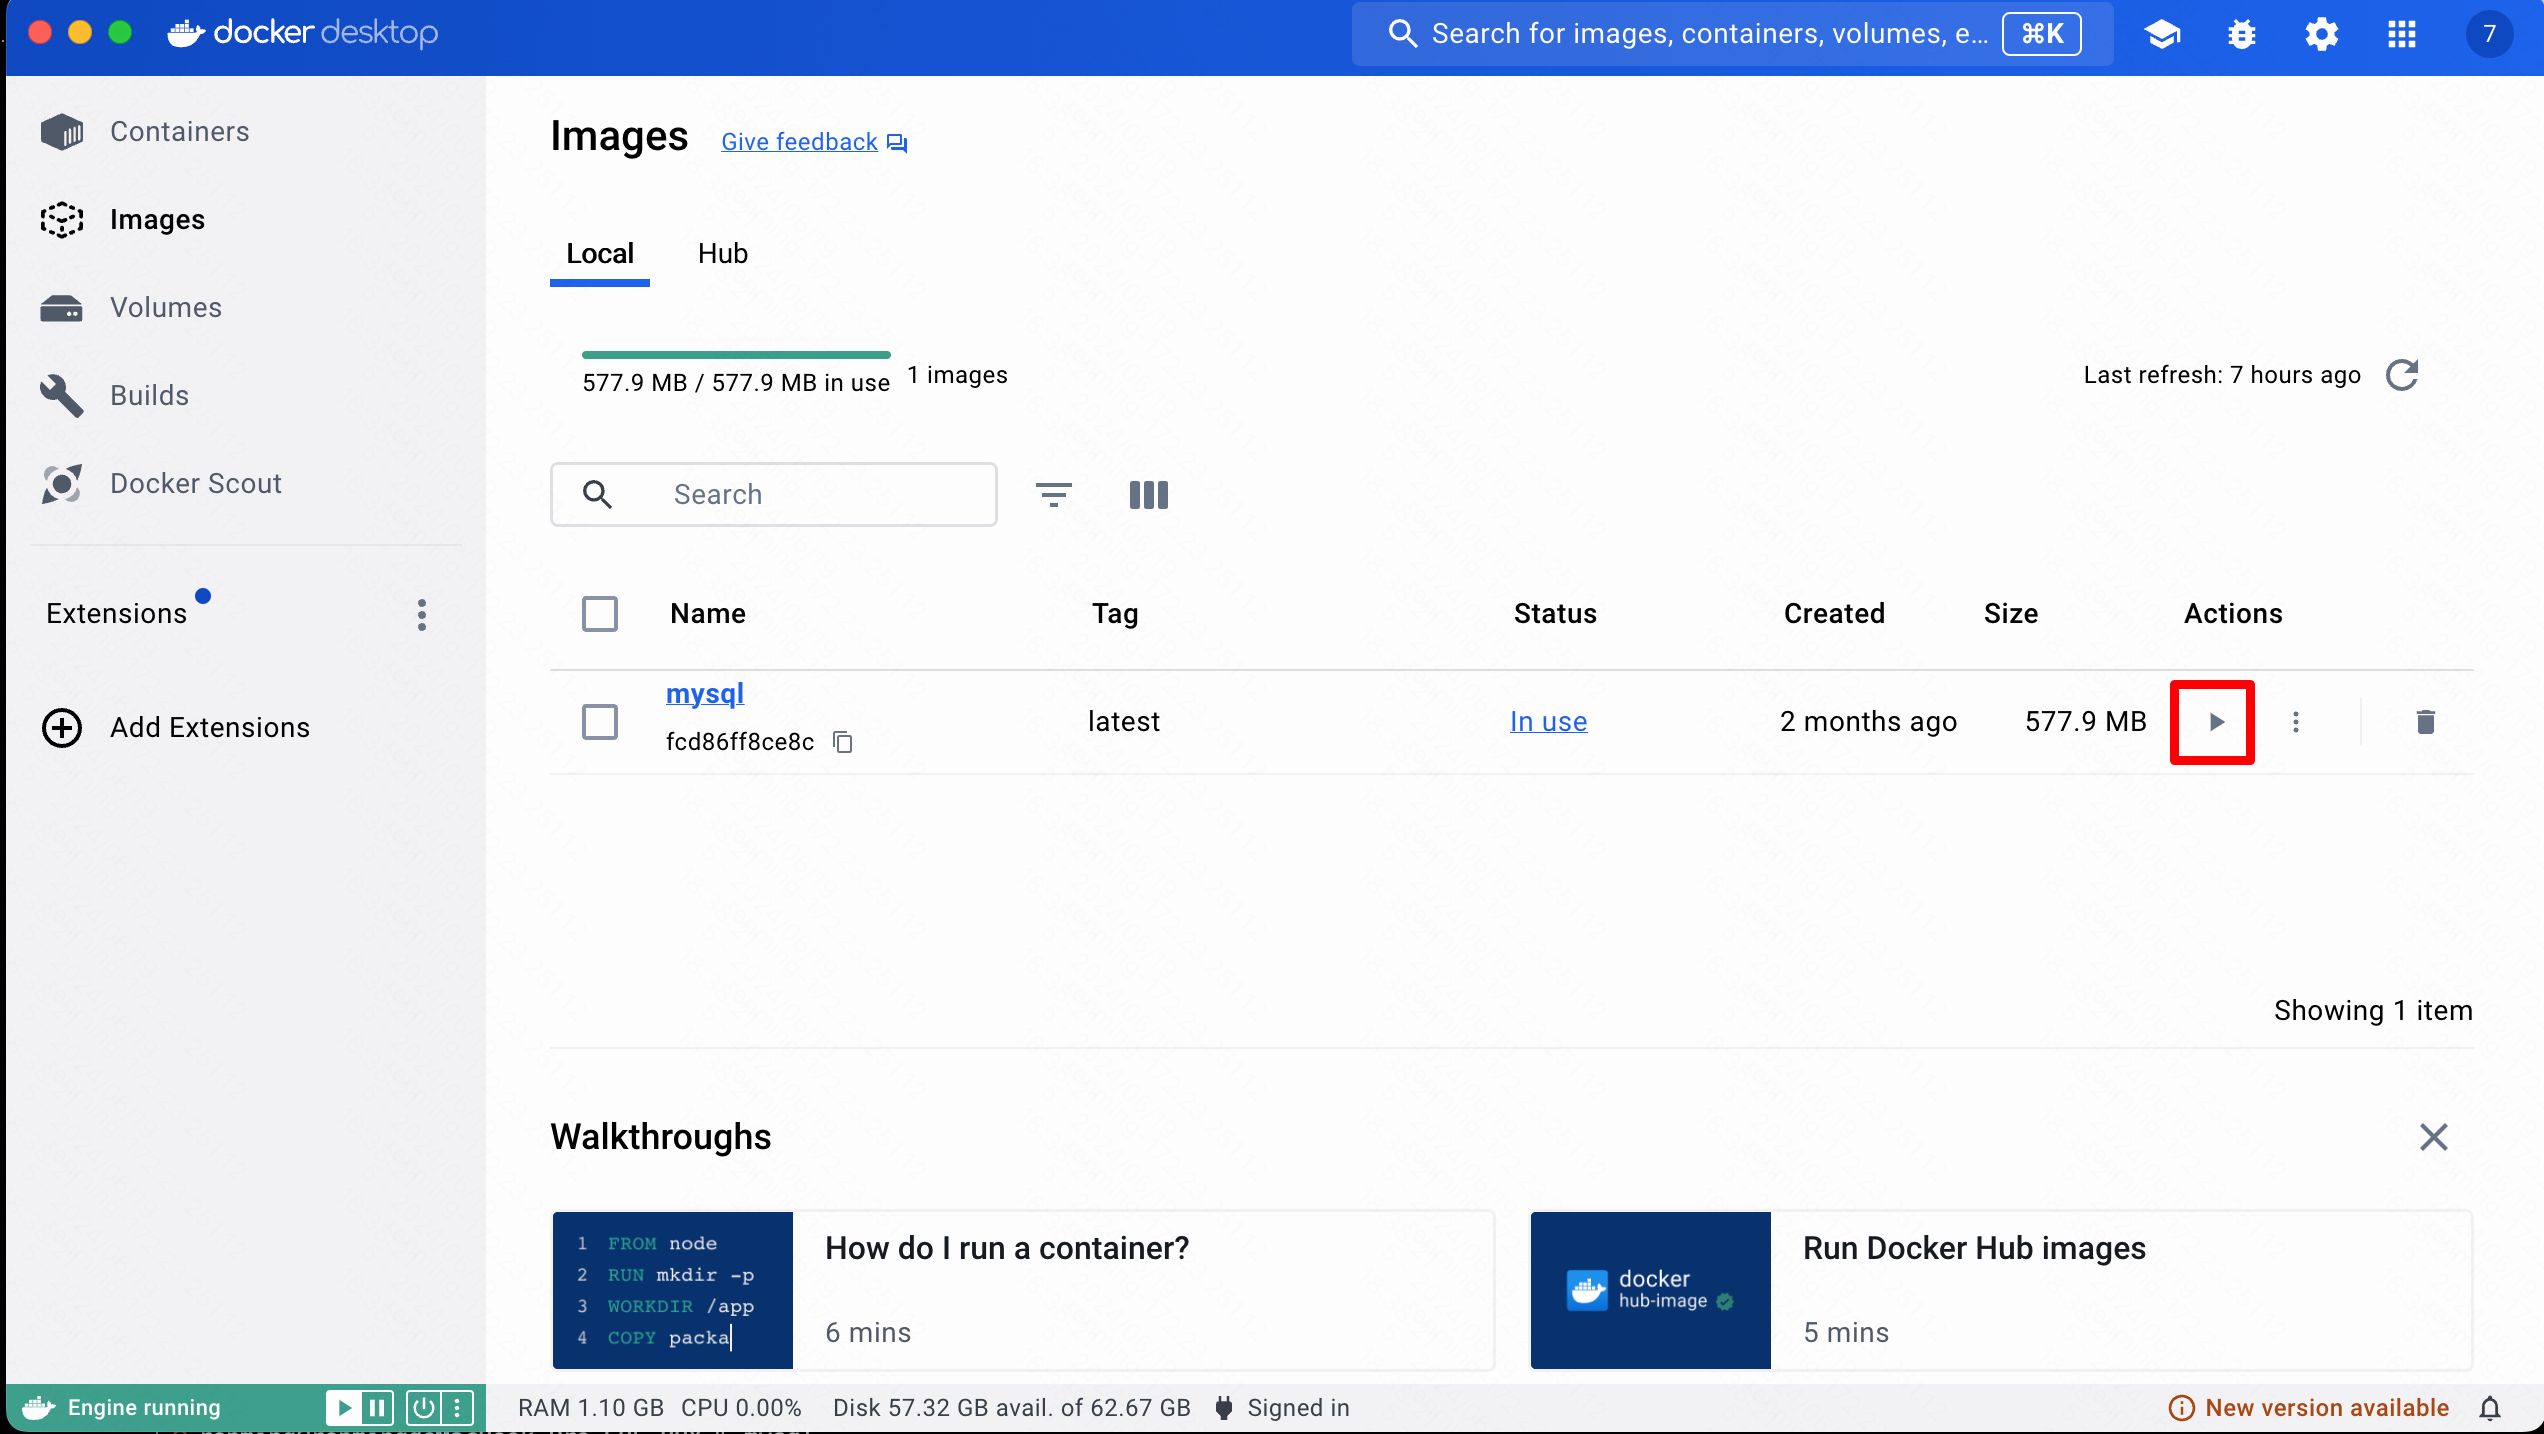 docker desktop
Search for images, containers, volumes, e...
⌘K
7
Containers
Images
Volumes
Builds
Docker Scout
Extensions
Add Extensions
Images
Give feedback
Local
Hub
577.9 MB / 577.9 MB in use
1 images
Last refresh: 7 hours ago
Search
Name
Tag
Status
Created
Size
Actions
mysql
fcd86ff8ce8c
latest
In use
2 months ago
577.9 MB
Showing 1 item
Walkthroughs
1 FROM node
2 RUN mkdir -p
3 WORKDIR /app
4 COPY packa
How do I run a container?
6 mins
docker
hub-image
Run Docker Hub images
5 mins
Engine running
RAM 1.10 GB CPU 0.00%
Disk 57.32 GB avail. of 62.67 GB
Signed in
New version available